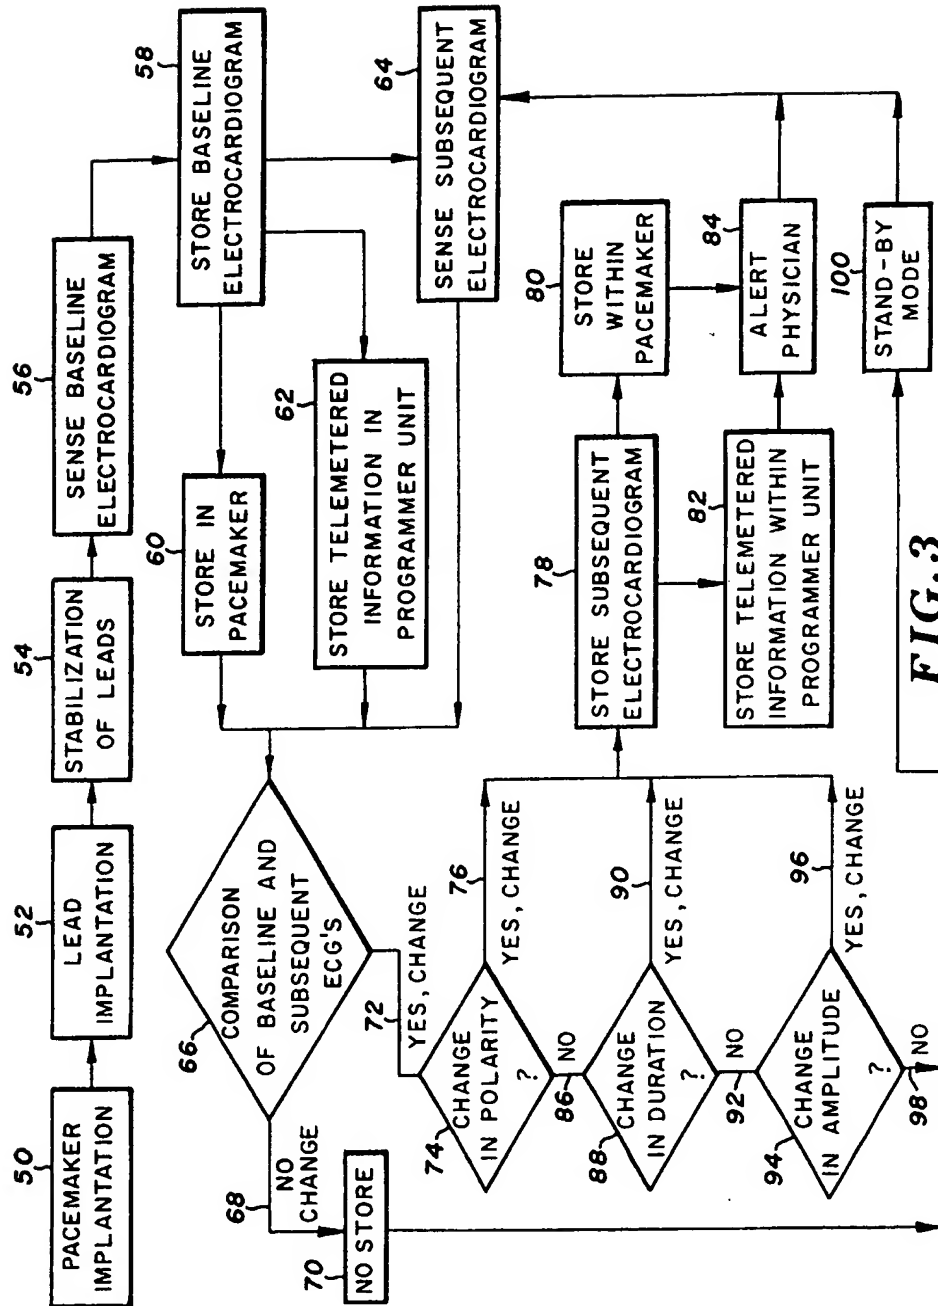 50
PACEMAKER
IMPLANTATION
52
LEAD
IMPLANTATION
54
STABILIZATION
OF LEADS
56
SENSE BASELINE
ELECTROCARDIOGRAM
58
STORE BASELINE
ELECTROCARDIOGRAM
60
STORE IN
PACEMAKER
62
STORE TELEMETERED
INFORMATION IN
PROGRAMMER UNIT
64
SENSE SUBSEQUENT
ELECTROCARDIOGRAM
66
COMPARISON
OF BASELINE AND
SUBSEQUENT
ECG'S
68
NO
CHANGE
70
NO STORE
72
YES, CHANGE
74
CHANGE
IN POLARITY
?
76
YES, CHANGE
78
STORE SUBSEQUENT
ELECTROCARDIOGRAM
80
STORE
WITHIN
PACEMAKER
82
STORE TELEMETERED
INFORMATION WITHIN
PROGRAMMER UNIT
84
ALERT
PHYSICIAN
86
NO
88
CHANGE
IN DURATION
?
90
YES, CHANGE
92
NO
94
CHANGE
IN AMPLITUDE
?
96
YES, CHANGE
98
100
STAND-BY
MODE
FIG.3